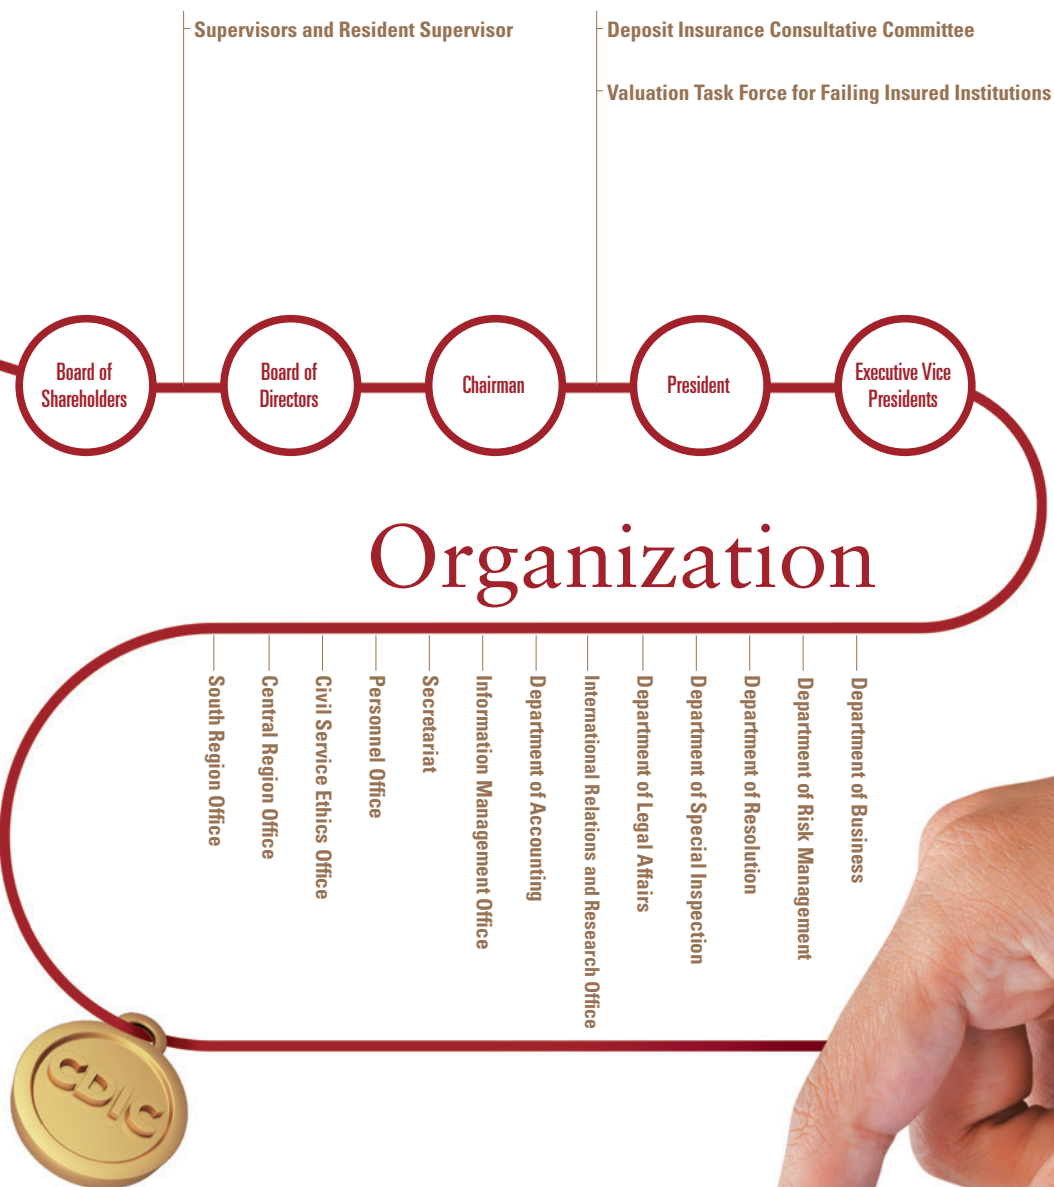 Supervisors and Resident Supervisor
Deposit Insurance Consultative Committee
Valuation Task Force for Failing Insured Institutions
Board of
Shareholders
Board of
Directors
Chairman
President
Executive Vice
Presidents
Organization
South Region Office
Central Region Office
Civil Service Ethics Office
Personnel Office
Secretariat
Information Management Office
Department of Accounting
International Relations and Research Office
Department of Legal Affairs
Department of Special Inspection
Department of Resolution
Department of Risk Management
Department of Business
CDIC